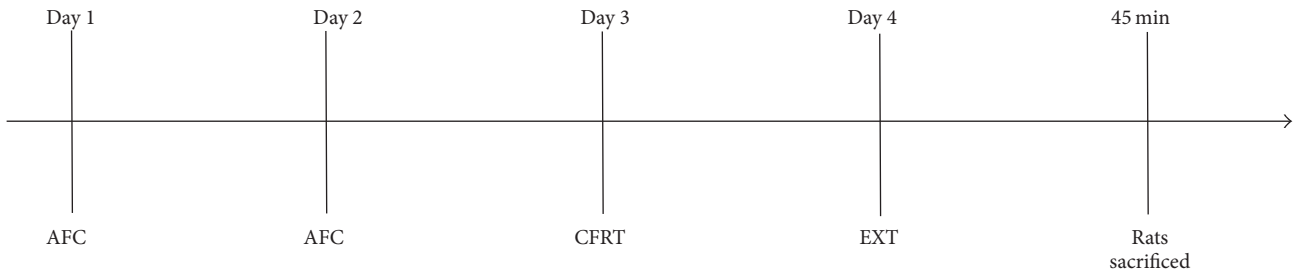 Day 1
Day 2
Day 3
Day 4
45 min
AFC
AFC
CFRT
EXT
Rats
sacrificed